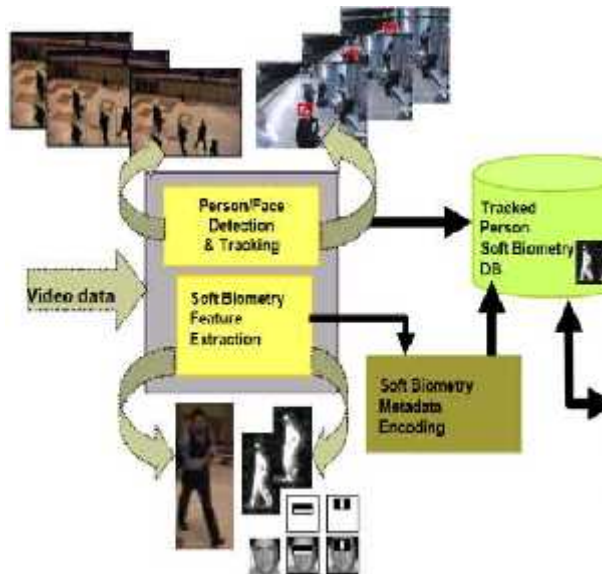 Person/Face
Detection
& Tracking
Tracked
Person
Soft Biometry
DB
Video data
Soft Biometry
Feature
Extraction
Soft Biometry
Metadata
Encoding